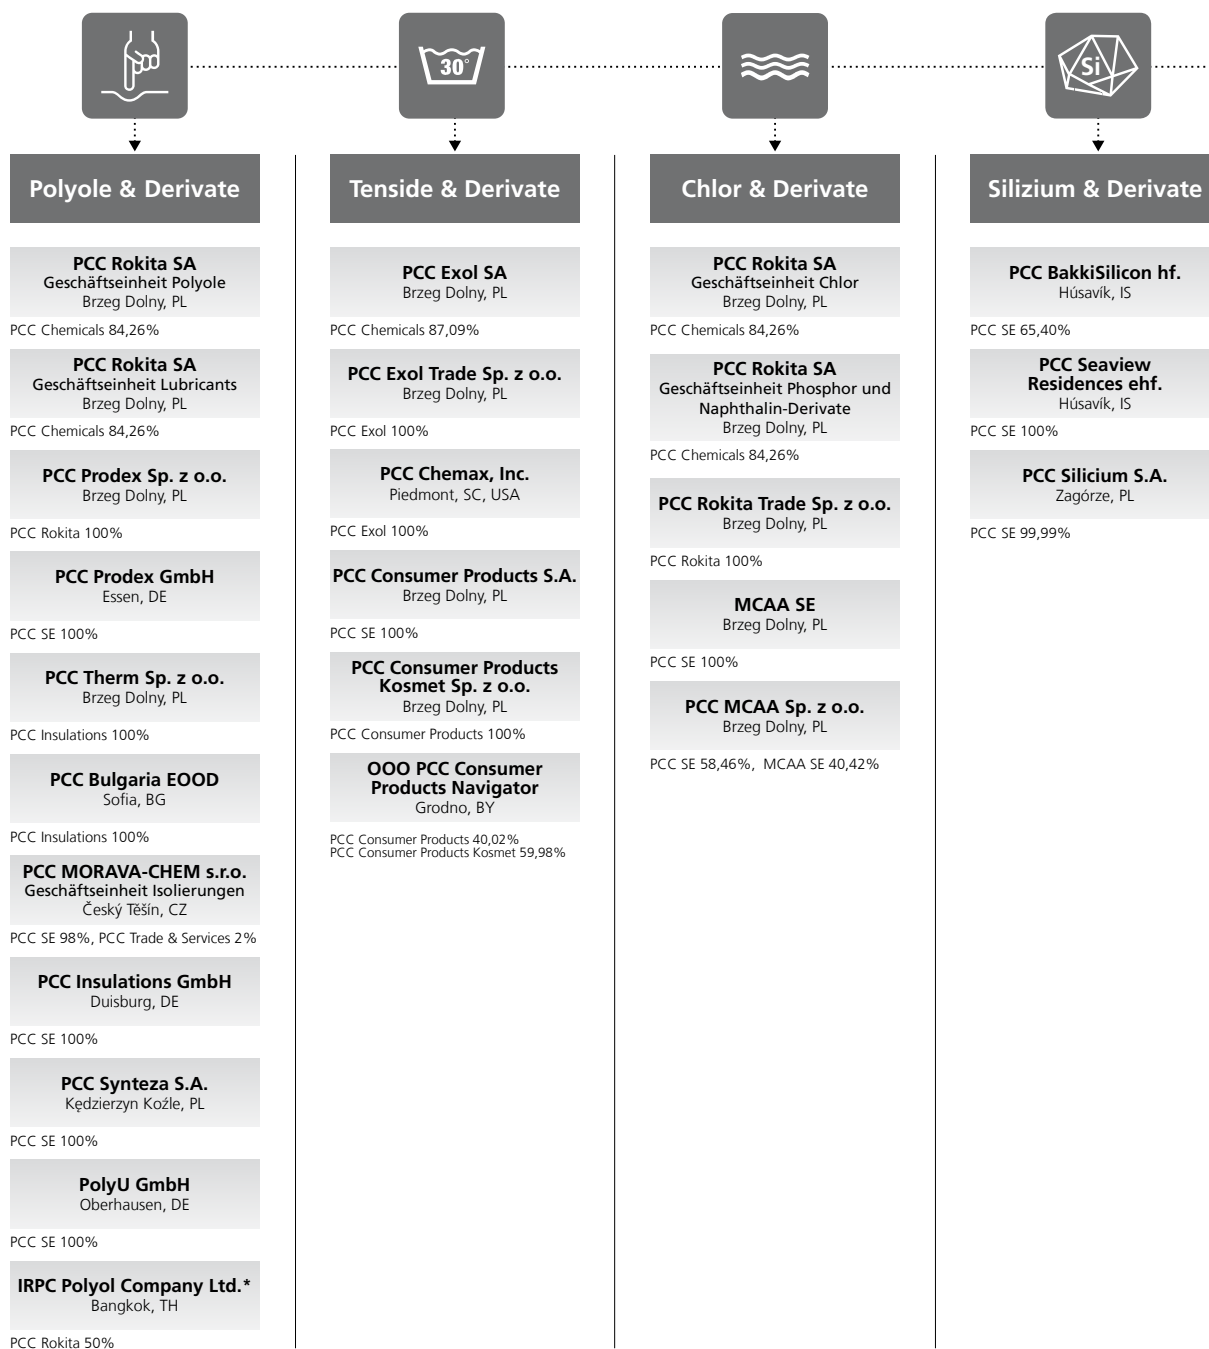 30°
Si
Polyole & Derivate
PCC Rokita SA
Geschäftseinheit Polyole
Brzeg Dolny, PL
PCC Chemicals 84,26%
PCC Rokita SA
Geschäftseinheit Lubricants
Brzeg Dolny, PL
PCC Chemicals 84,26%
PCC Prodex Sp. z o.o.
Brzeg Dolny, PL
PCC Rokita 100%
PCC Prodex GmbH
Essen, DE
PCC SE 100%
PCC Therm Sp. z o.o.
Brzeg Dolny, PL
PCC Insulations 100%
PCC Bulgaria EOOD
Sofia, BG
PCC Insulations 100%
PCC MORAVA-CHEM s.r.o.
Geschäftseinheit Isolierungen
Český Těšín, CZ
PCC SE 98%, PCC Trade & Services 2%
PCC Insulations GmbH
Duisburg, DE
PCC SE 100%
PCC Synteza S.A.
Kędzierzyn Koźle, PL
PCC SE 100%
PolyU GmbH
Oberhausen, DE
PCC SE 100%
IRPC Polyol Company Ltd.*
Bangkok, TH
PCC Rokita 50%
Tenside & Derivate
PCC Exol SA
Brzeg Dolny, PL
PCC Chemicals 87,09%
PCC Exol Trade Sp. z o.o.
Brzeg Dolny, PL
PCC Exol 100%
PCC Chemax, Inc.
Piedmont, SC, USA
PCC Exol 100%
PCC Consumer Products S.A.
Brzeg Dolny, PL
PCC SE 100%
PCC Consumer Products
Kosmet Sp. z o.o.
Brzeg Dolny, PL
PCC Consumer Products 100%
OOO PCC Consumer
Products Navigator
Grodno, BY
PCC Consumer Products 40,02%
PCC Consumer Products Kosmet 59,98%
Chlor & Derivate
PCC Rokita SA
Geschäftseinheit Chlor
Brzeg Dolny, PL
PCC Chemicals 84,26%
PCC Rokita SA
Geschäftseinheit Phosphor und
Naphthalin-Derivate
Brzeg Dolny, PL
PCC Chemicals 84,26%
PCC Rokita Trade Sp. z o.o.
Brzeg Dolny, PL
PCC Rokita 100%
MCAA SE
Brzeg Dolny, PL
PCC SE 100%
PCC MCAA Sp. z o.o.
Brzeg Dolny, PL
PCC SE 58,46%, MCAA SE 40,42%
Silizium & Derivate
PCC BakkiSilicon hf.
Húsavík, IS
PCC SE 65,40%
PCC Seaview
Residences ehf.
Húsavík, IS
PCC SE 100%
PCC Silicium S.A.
Zagórze, PL
PCC SE 99,99%